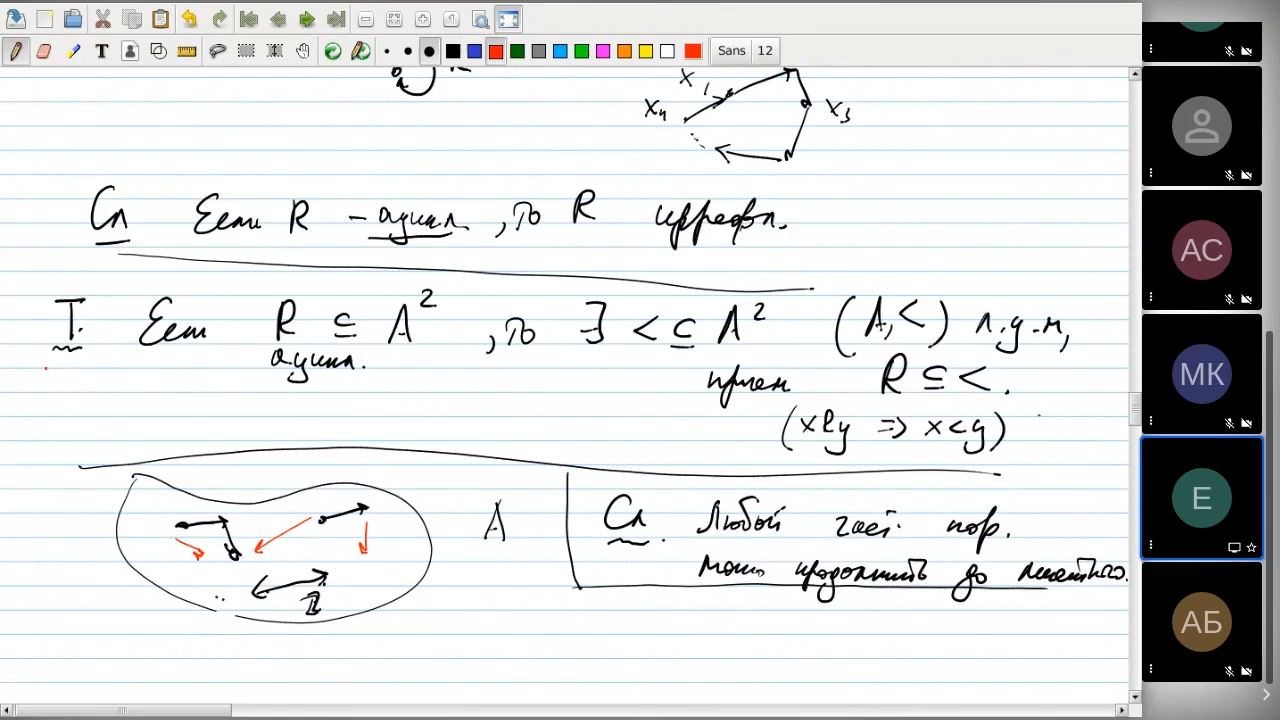 Sans 12
x₁
x₄ x₃
Сл Если R - ацикл., то R иррефл.
Т. Если R ⊆ A², то ∃ < ⊆ A² (A, <) л.у.м,
ацикл.
причем R ⊆ <.
(xRy => x<y)
A
Сл. Любой част. пор.
можно продолжить до линейного.
ℤ
АС
МК
Е
АБ